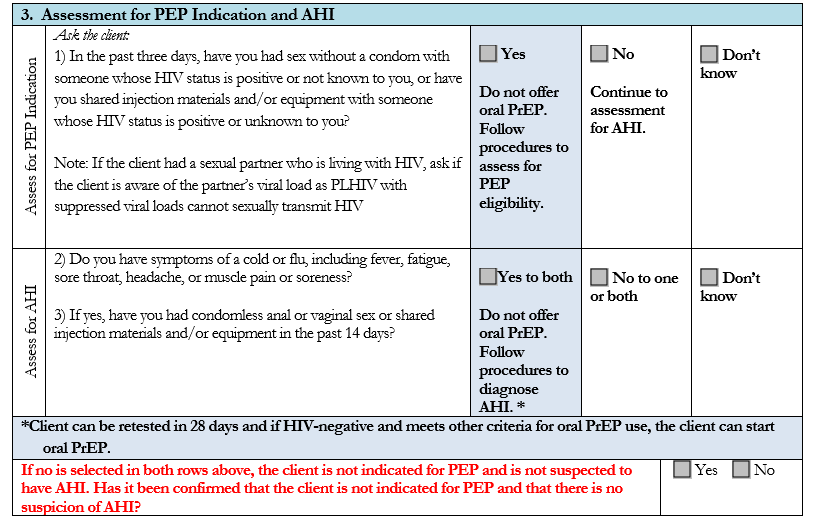 3. Assessment for PEP Indication and AHI
Assess for PEP Indication
Ask the client:
1) In the past three days, have you had sex without a condom with
someone whose HIV status is positive or not known to you, or have
you shared injection materials and/or equipment with someone
whose HIV status is positive or unknown to you?
Note: If the client had a sexual partner who is living with HIV, ask if
the client is aware of the partner's viral load as PLHIV with
suppressed viral loads cannot sexually transmit HIV
Yes
Do not offer
oral PrEP.
Follow
procedures to
assess for
PEP
eligibility.
No
Continue to
assessment
for AHI.
Don't
know
Assess for AHI
2) Do you have symptoms of a cold or flu, including fever, fatigue,
sore throat, headache, or muscle pain or soreness?
3) If yes, have you had condomless anal or vaginal sex or shared
injection materials and/or equipment in the past 14 days?
Yes to both
Do not offer
oral PrEP.
Follow
procedures to
diagnose
AHI. *
No to one
or both
Don't
know
*Client can be retested in 28 days and if HIV-negative and meets other criteria for oral PrEP use, the client can start
oral PrEP.
If no is selected in both rows above, the client is not indicated for PEP and is not suspected to
have AHI. Has it been confirmed that the client is not indicated for PEP and that there is no
suspicion of AHI?
Yes No